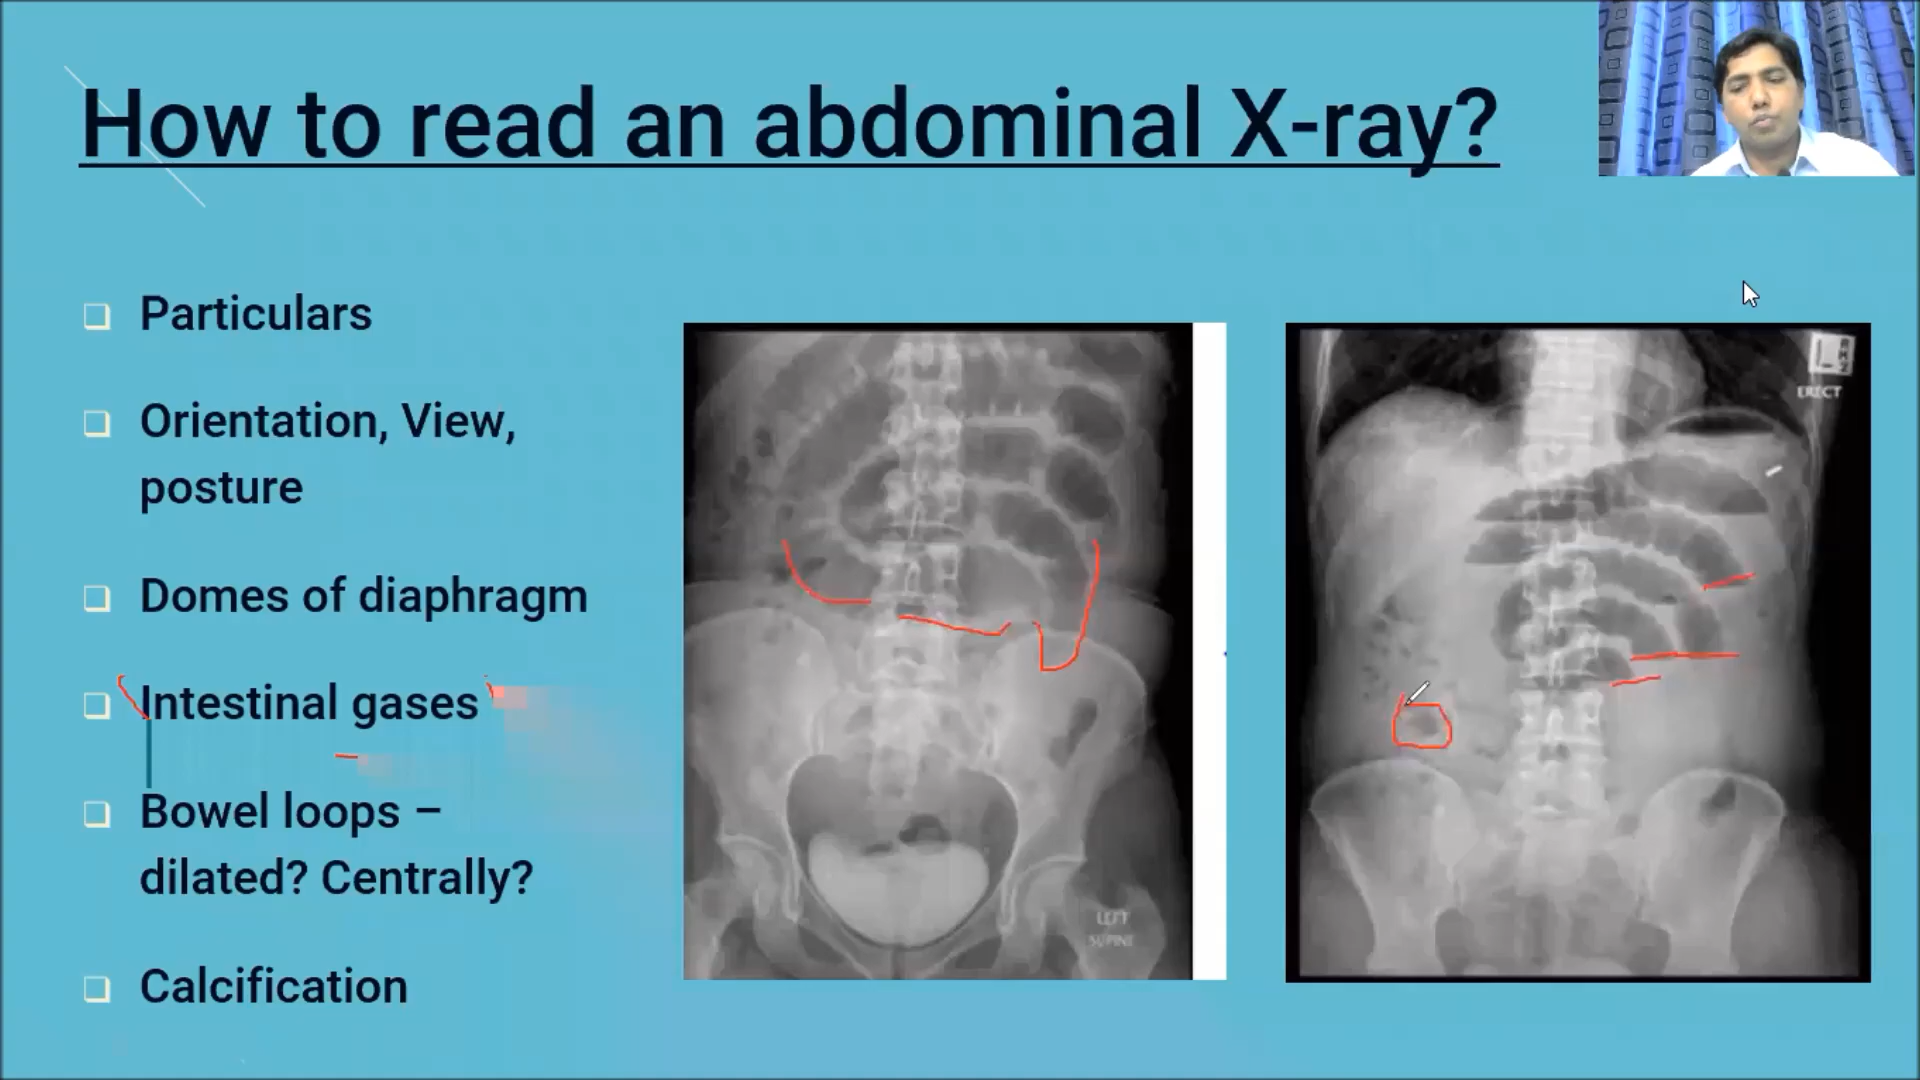 How to read an abdominal X-ray?
Particulars
Orientation, View,
posture
Domes of diaphragm
Intestinal gases
Bowel loops –
dilated? Centrally?
Calcification
LEFT
SUPINE
L
ERECT